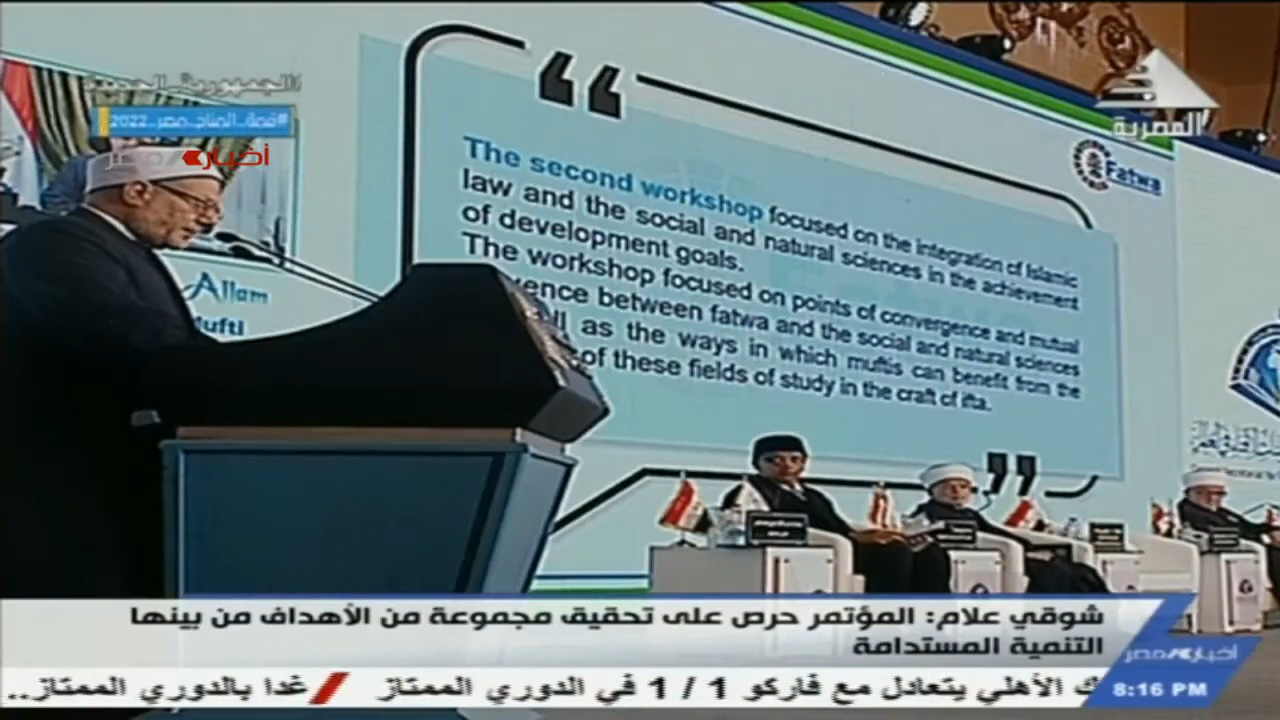 الجمهورية_الجديدة#
#قمة_المناخ_مصر_2022
أخبار مصر
المصرية
Fatwa
The second workshop focused on the integration of Islamic
law and the social and natural sciences in the achievement
of development goals.
The workshop focused on points of convergence and mutual
between fatwa and the social and natural sciences
as the ways in which muftis can benefit from the
of these fields of study in the craft of ifta.
Allam
Mufti
شوقي علام: المؤتمر حرص على تحقيق مجموعة من الأهداف من بينها
التنمية المستدامة
أخبار مصر
8:16 PM
ك الأهلي يتعادل مع فاركو 1 / 1 في الدوري الممتاز
غدا بالدوري الممتاز..